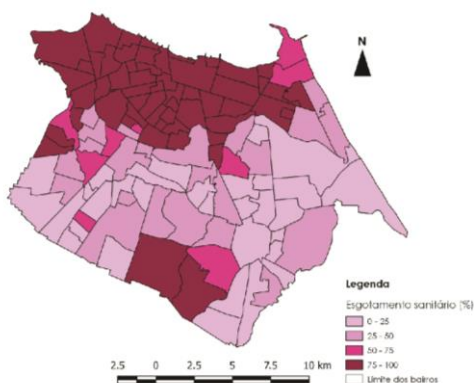 N
Legenda
Esgotamento sanitário (%)
0 - 25
25 - 50
50 - 75
75 - 100
Limite dos bairros
2.5 0 2.5 5 7.5 10 km